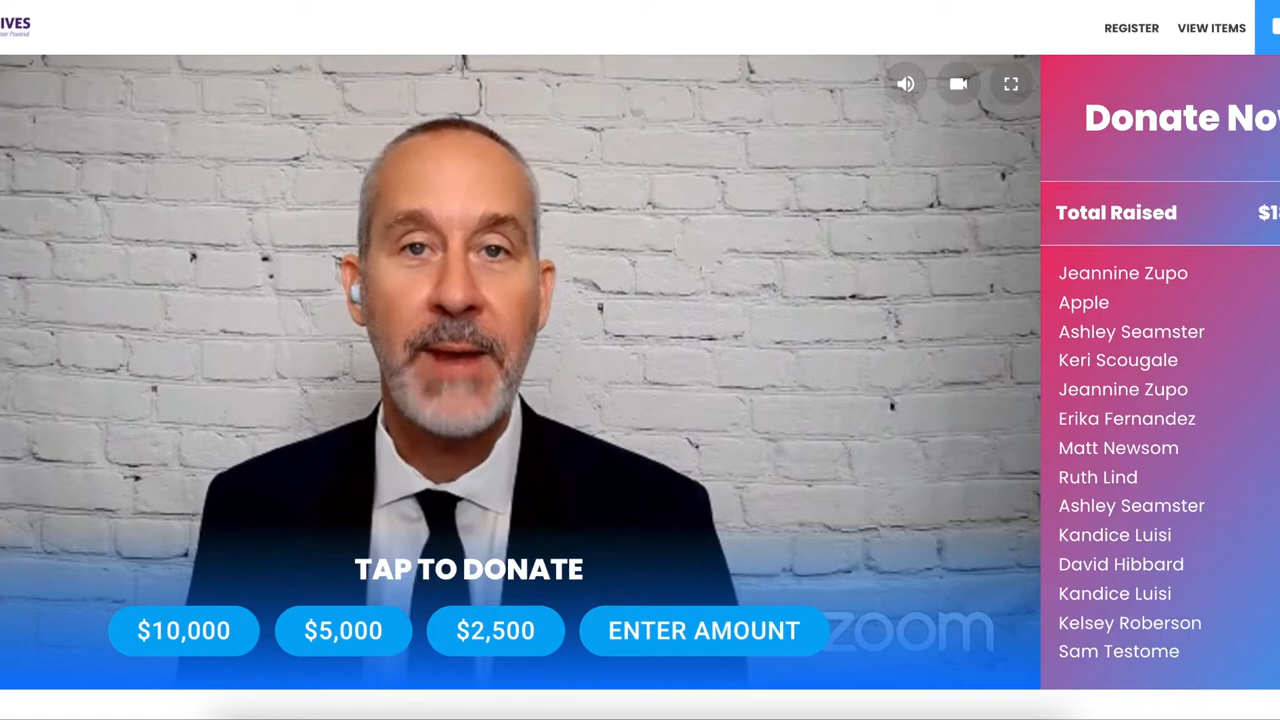 IVES
REGISTER VIEW ITEMS
Donate No
Total Raised $1
Jeannine Zupo
Apple
Ashley Seamster
Keri Scougale
Jeannine Zupo
Erika Fernandez
Matt Newsom
Ruth Lind
Ashley Seamster
Kandice Luisi
David Hibbard
Kandice Luisi
Kelsey Roberson
Sam Testome
TAP TO DONATE
$10,000 $5,000 $2,500 ENTER AMOUNT
zoom